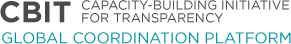 CBIT CAPACITY-BUILDING INITIATIVE
FOR TRANSPARENCY
GLOBAL COORDINATION PLATFORM